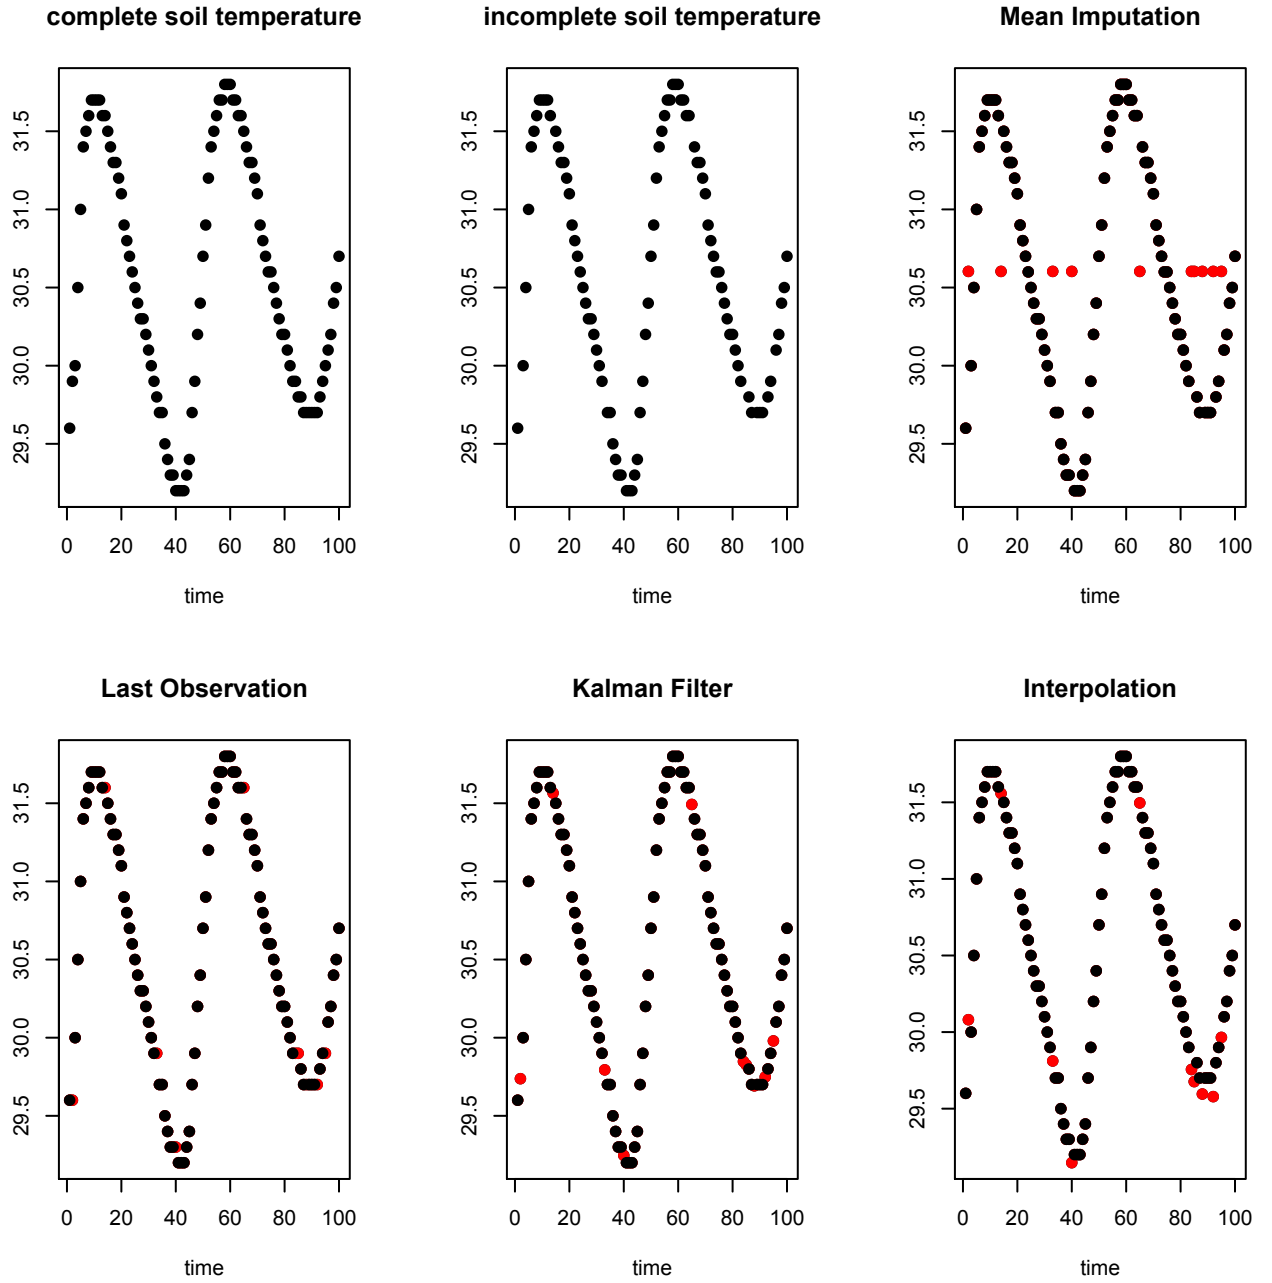 complete soil temperature
31.5
31.0
30.5
30.0
29.5
0 20 40 60 80 100
time
incomplete soil temperature
31.5
31.0
30.5
30.0
29.5
0 20 40 60 80 100
time
Mean Imputation
31.5
31.0
30.5
30.0
29.5
0 20 40 60 80 100
time
Last Observation
31.5
31.0
30.5
30.0
29.5
0 20 40 60 80 100
time
Kalman Filter
31.5
31.0
30.5
30.0
29.5
0 20 40 60 80 100
time
Interpolation
31.5
31.0
30.5
30.0
29.5
0 20 40 60 80 100
time